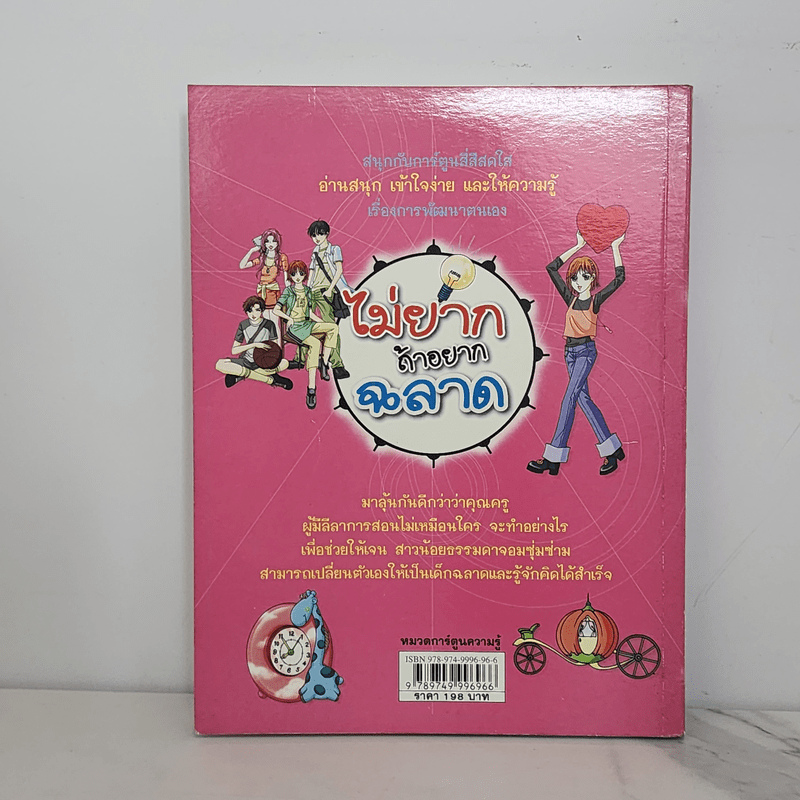 สนุกกับการ์ตูนสี่สีสดใส
อ่านสนุก เข้าใจง่าย และให้ความรู้
เรื่องการพัฒนาตนเอง
ไม่ยาก
ถ้าอยาก
ฉลาด
มาลุ้นกันดีกว่าว่าคุณครู
ผู้มีลีลาการสอนไม่เหมือนใคร จะทำอย่างไร
เพื่อช่วยให้เจน สาวน้อยธรรมดาจอมซุ่มซ่าม
สามารถเปลี่ยนตัวเองให้เป็นเด็กฉลาดและรู้จักคิดได้สำเร็จ
หมวดการ์ตูนความรู้
ISBN 978-974-9996-96-6
9 789749 996966
ราคา 198 บาท